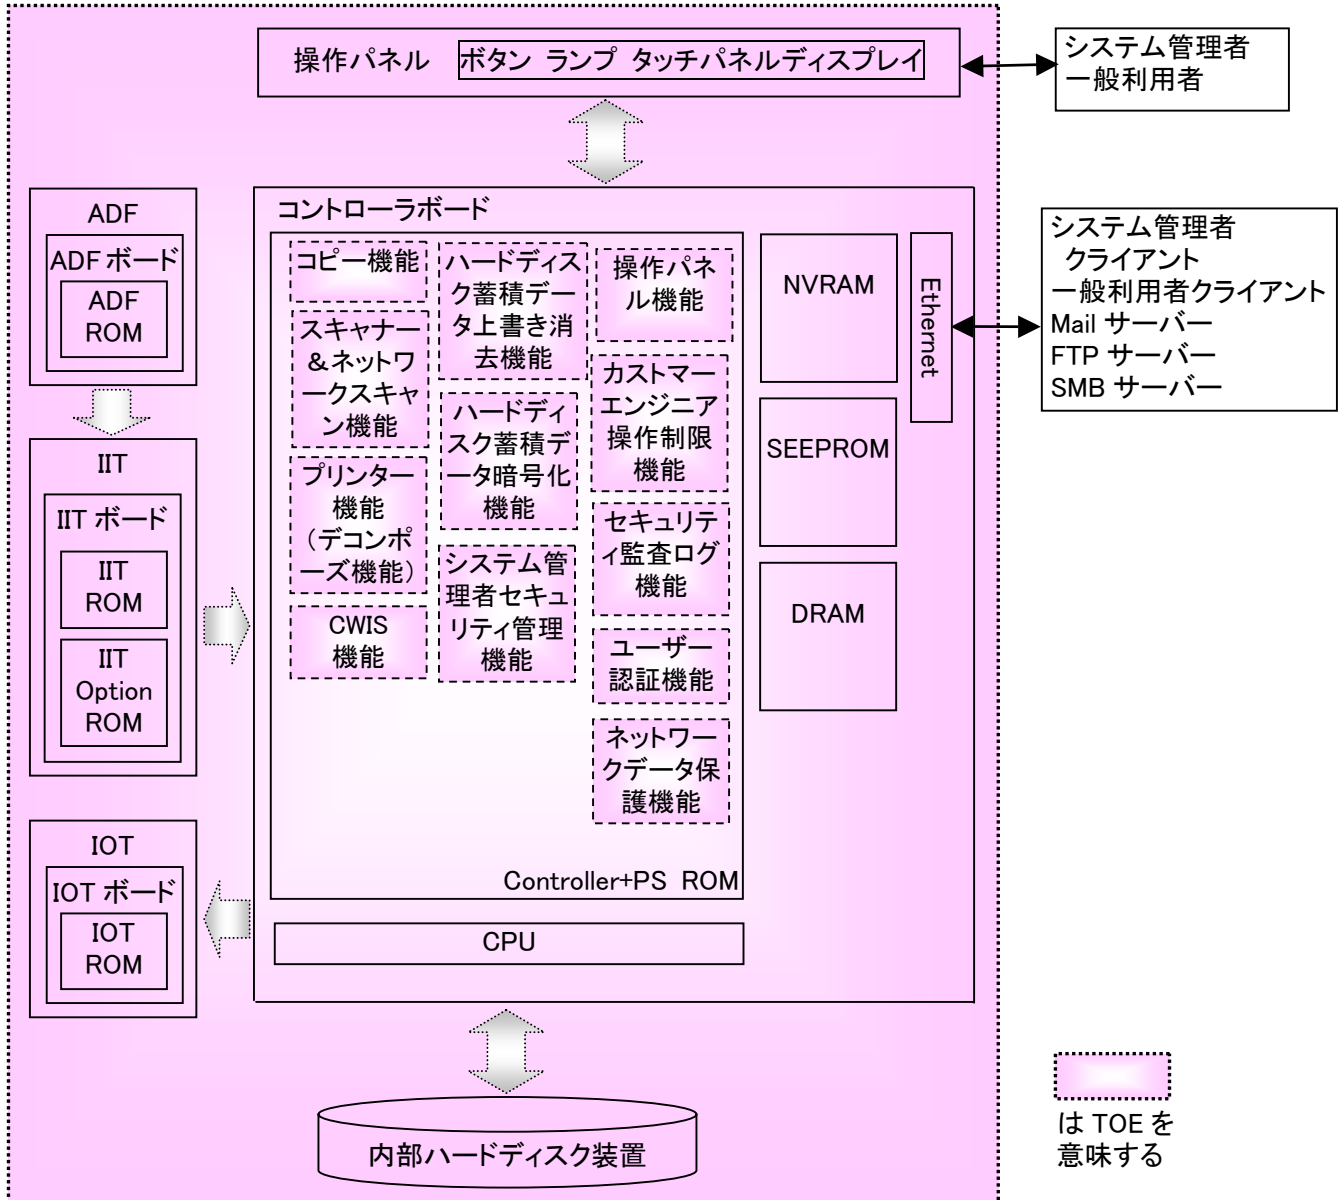 操作パネル ボタン ランプ タッチパネルディスプレイ
システム管理者
一般利用者
ADF
ADF ボード
ADF
ROM
IIT
IIT ボード
IIT
ROM
IIT
Option
ROM
IOT
IOT ボード
IOT
ROM
コントローラボード
コピー機能
スキャナー
&ネットワ
ークスキャ
ン機能
プリンター
機能
(デコンポ
ーズ機能)
CWIS
機能
ハードディス
ク蓄積デー
タ上書き消
去機能
ハードディ
スク蓄積デ
ータ暗号化
機能
システム管
理者セキュ
リティ管理
機能
操作パネ
ル機能
カストマー
エンジニア
操作制限
機能
セキュリテ
ィ監査ログ
機能
ユーザー
認証機能
ネットワー
クデータ保
護機能
Controller+PS ROM
CPU
NVRAM
SEEPROM
DRAM
Ethernet
システム管理者
クライアント
一般利用者クライアント
Mail サーバー
FTP サーバー
SMB サーバー
内部ハードディスク装置
は TOE を
意味する